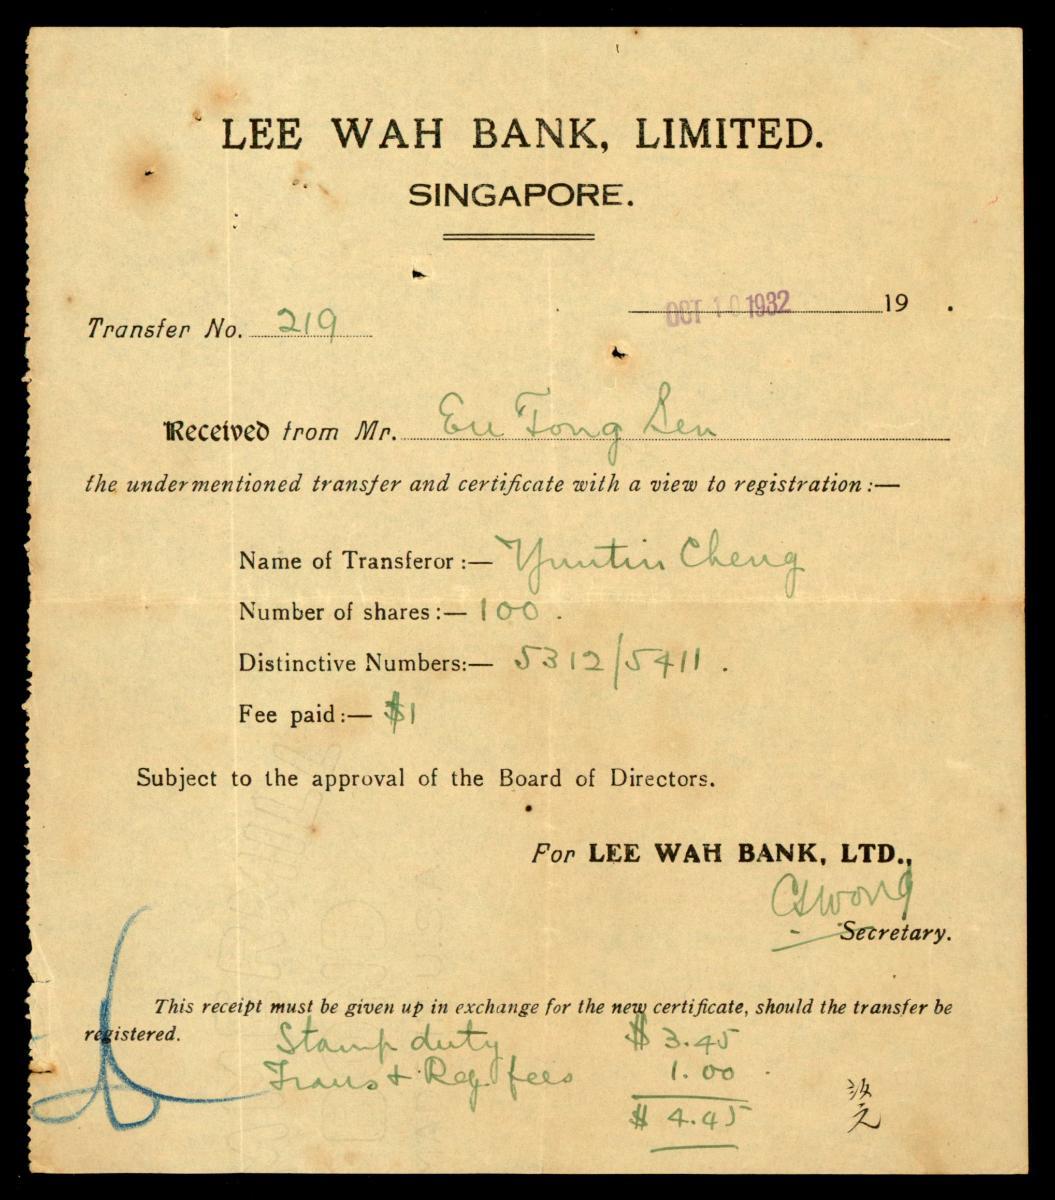 LEE WAH BANK, LIMITED.
SINGAPORE.
OCT 10 1932 19 .
Transfer No. 219
Received from Mr. Eu Tong Sen
the undermentioned transfer and certificate with a view to registration:—
Name of Transferor:— Yuntin Cheng
Number of shares:— 100.
Distinctive Numbers:— 5312/5411.
Fee paid:— $1
Subject to the approval of the Board of Directors.
For LEE WAH BANK, LTD.,
CSWong
Secretary.
This receipt must be given up in exchange for the new certificate, should the transfer be
registered.
Stamp duty $ 3.45
Trans & Reg. fees 1.00
$ 4.45